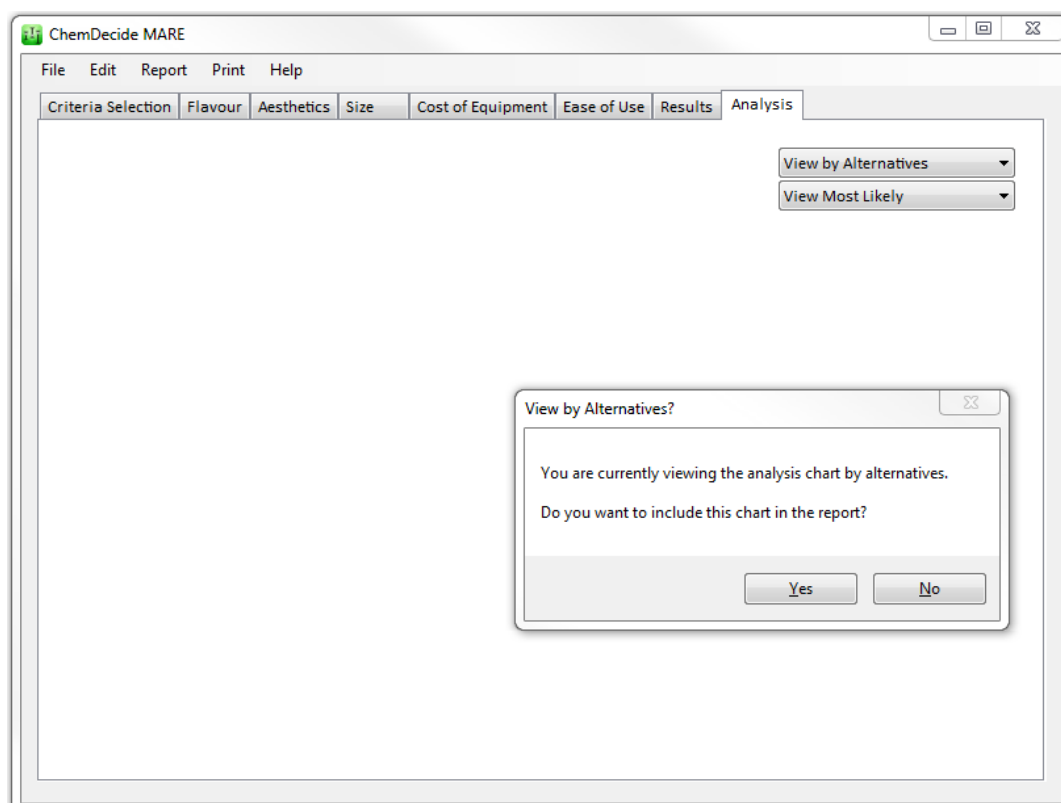 ChemDecide MARE
File Edit Report Print Help
Criteria Selection Flavour Aesthetics Size Cost of Equipment Ease of Use Results Analysis
View by Alternatives
View Most Likely
View by Alternatives?
You are currently viewing the analysis chart by alternatives.
Do you want to include this chart in the report?
Yes No